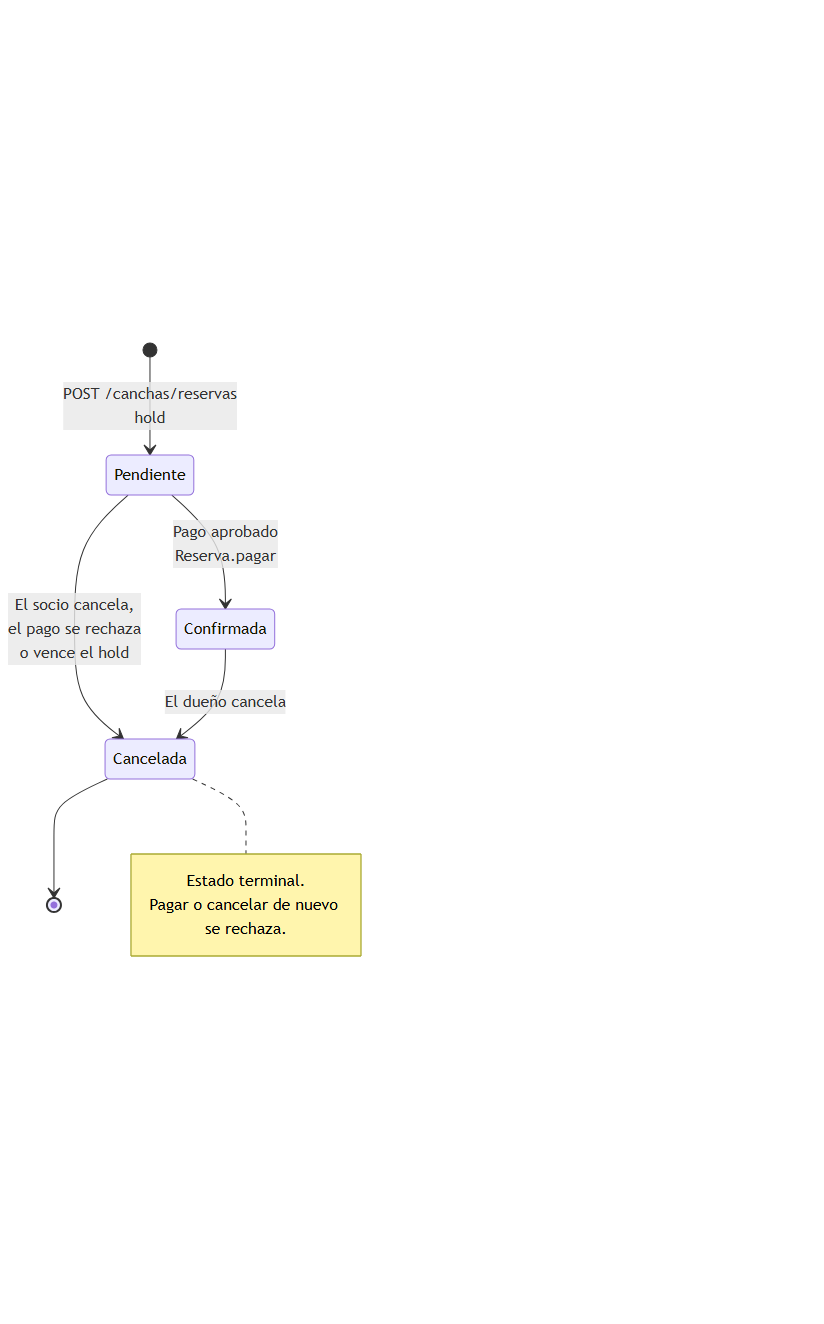 POST /canchas/reservas
hold
Pendiente
Pago aprobado
Reserva.pagar
El socio cancela,
el pago se rechaza
o vence el hold
Confirmada
El dueño cancela
Cancelada
Estado terminal.
Pagar o cancelar de nuevo
se rechaza.